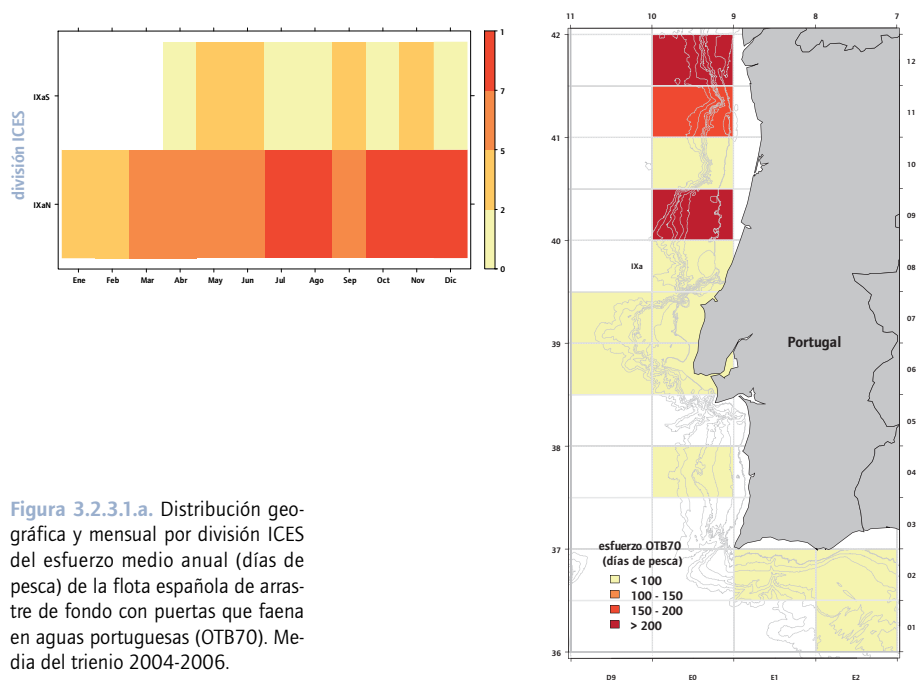 división ICES
IXaS
IXaN
Ene Feb Mar Abr May Jun Jul Ago Sep Oct Nov Dic
1
7
5
2
0
Figura 3.2.3.1.a. Distribución geo-
gráfica y mensual por división ICES
del esfuerzo medio anual (días de
pesca) de la flota española de arras-
tre de fondo con puertas que faena
en aguas portuguesas (OTB70). Me-
dia del trienio 2004-2006.
11 10 9 8 7
42
41
40
39
38
37
36
12
11
10
09
08
07
06
05
04
03
02
01
IXa
Portugal
esfuerzo OTB70
(días de pesca)
< 100
100 - 150
150 - 200
> 200
D9 E0 E1 E2